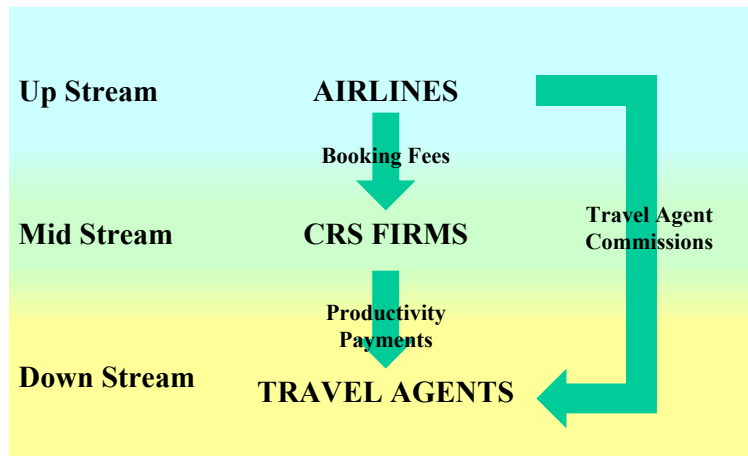 Up Stream
AIRLINES
Booking Fees
Mid Stream
CRS FIRMS
Travel Agent
Commissions
Productivity
Payments
Down Stream
TRAVEL AGENTS